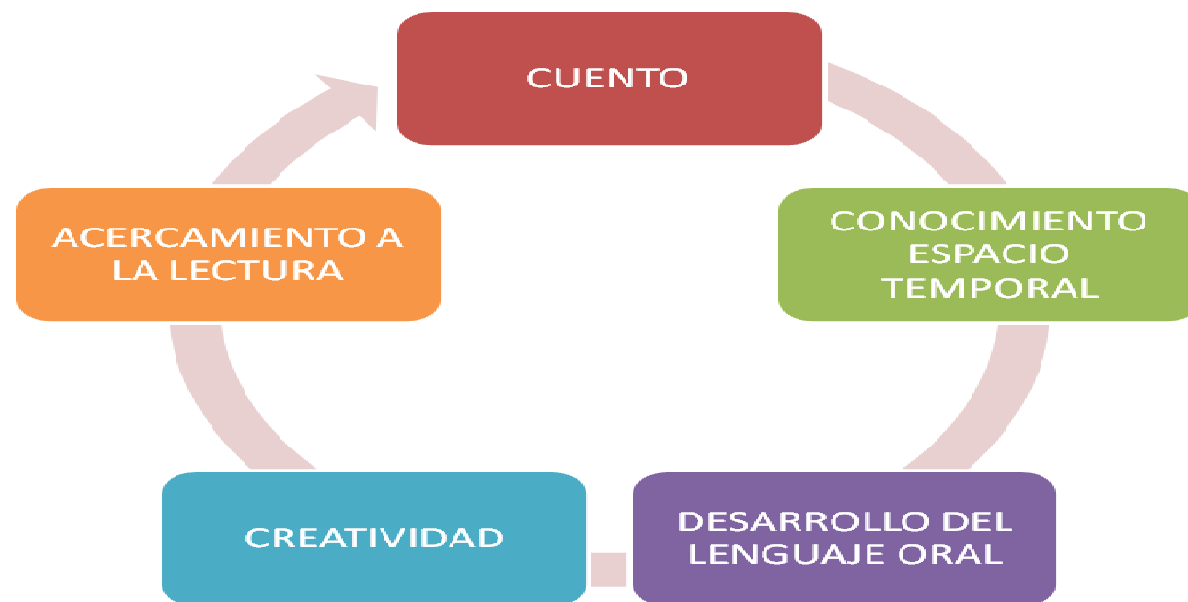 CUENTO
CONOCIMIENTO
ESPACIO
TEMPORAL
DESARROLLO DEL
LENGUAJE ORAL
CREATIVIDAD
ACERCAMIENTO A
LA LECTURA